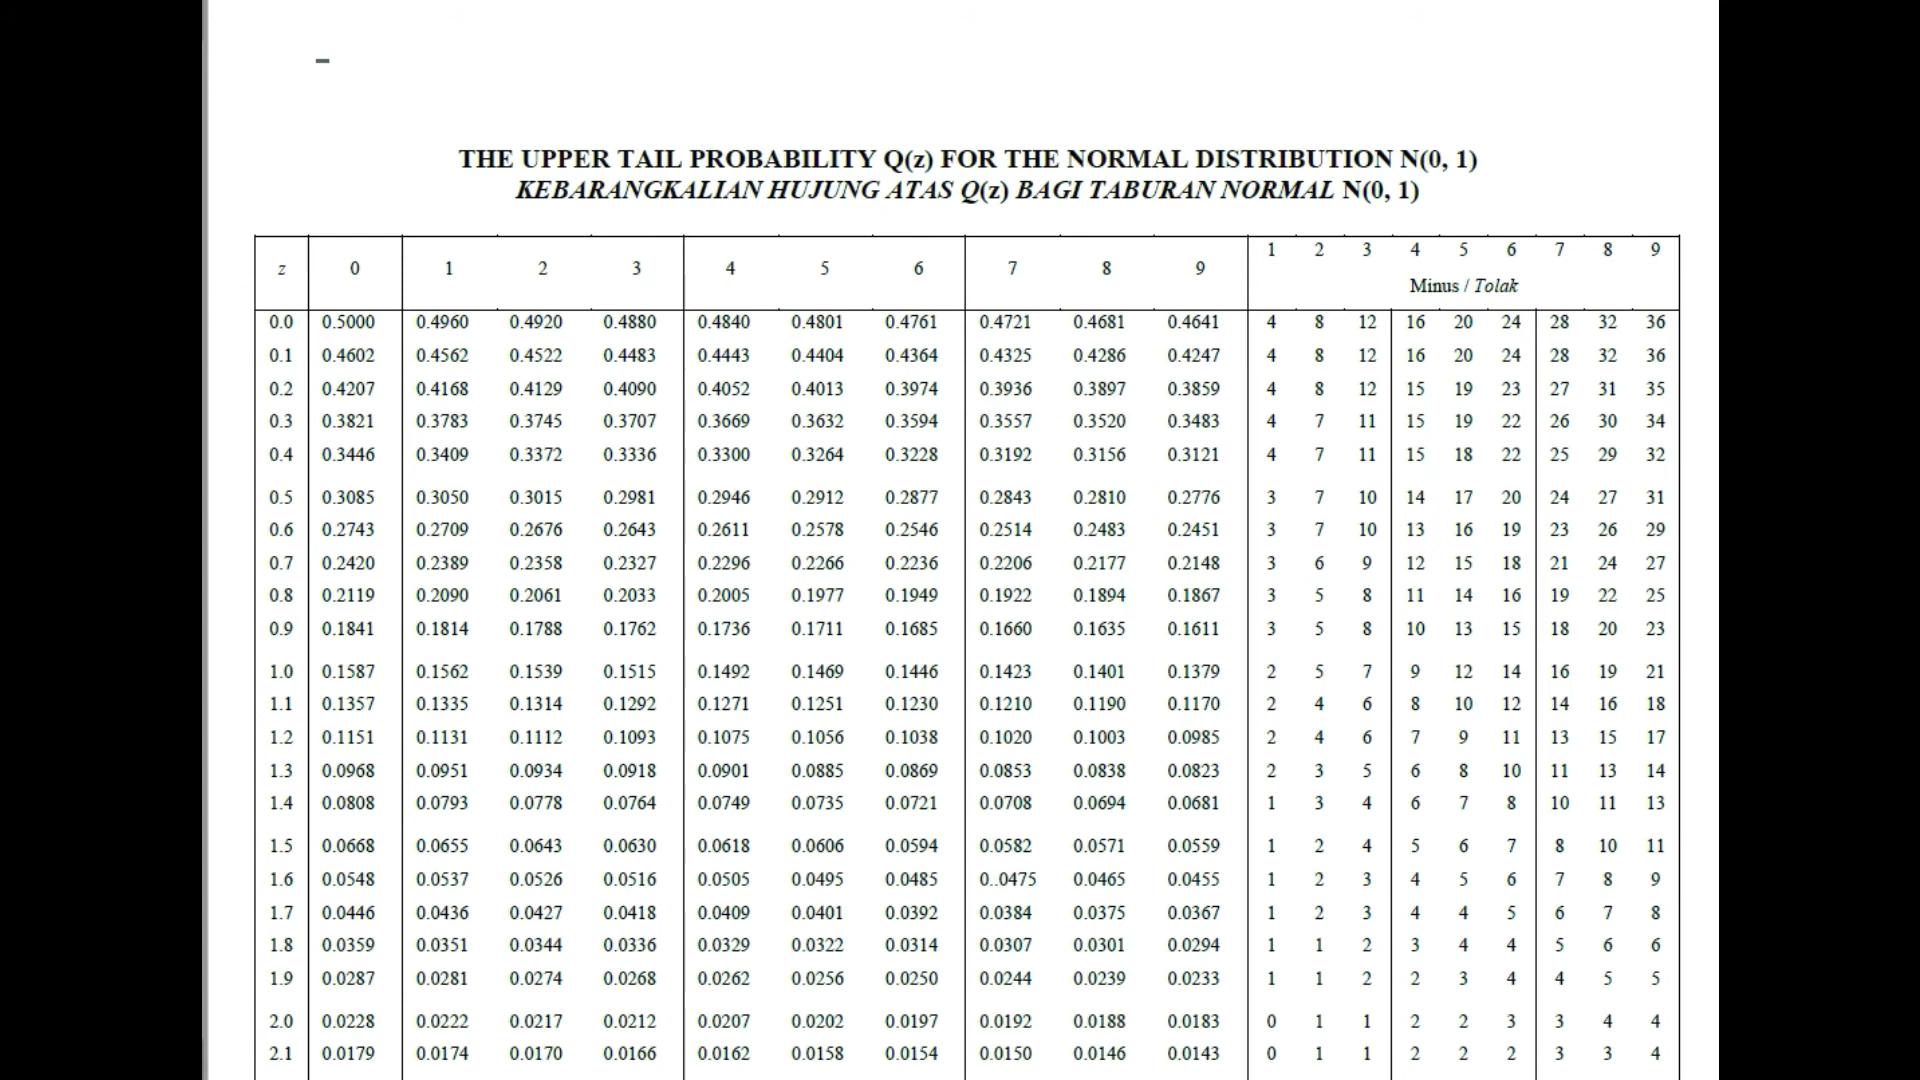 THE UPPER TAIL PROBABILITY Q(z) FOR THE NORMAL DISTRIBUTION N(0, 1)
KEBARANGKALIAN HUJUNG ATAS Q(z) BAGI TABURAN NORMAL N(0, 1)
z 0 1 2 3 4 5 6 7 8 9 1 2 3 4 5 6 7 8 9
Minus / Tolak
0.0 0.5000 0.4960 0.4920 0.4880 0.4840 0.4801 0.4761 0.4721 0.4681 0.4641 4 8 12 16 20 24 28 32 36
0.1 0.4602 0.4562 0.4522 0.4483 0.4443 0.4404 0.4364 0.4325 0.4286 0.4247 4 8 12 16 20 24 28 32 36
0.2 0.4207 0.4168 0.4129 0.4090 0.4052 0.4013 0.3974 0.3936 0.3897 0.3859 4 8 12 15 19 23 27 31 35
0.3 0.3821 0.3783 0.3745 0.3707 0.3669 0.3632 0.3594 0.3557 0.3520 0.3483 4 7 11 15 19 22 26 30 34
0.4 0.3446 0.3409 0.3372 0.3336 0.3300 0.3264 0.3228 0.3192 0.3156 0.3121 4 7 11 15 18 22 25 29 32
0.5 0.3085 0.3050 0.3015 0.2981 0.2946 0.2912 0.2877 0.2843 0.2810 0.2776 3 7 10 14 17 20 24 27 31
0.6 0.2743 0.2709 0.2676 0.2643 0.2611 0.2578 0.2546 0.2514 0.2483 0.2451 3 7 10 13 16 19 23 26 29
0.7 0.2420 0.2389 0.2358 0.2327 0.2296 0.2266 0.2236 0.2206 0.2177 0.2148 3 6 9 12 15 18 21 24 27
0.8 0.2119 0.2090 0.2061 0.2033 0.2005 0.1977 0.1949 0.1922 0.1894 0.1867 3 5 8 11 14 16 19 22 25
0.9 0.1841 0.1814 0.1788 0.1762 0.1736 0.1711 0.1685 0.1660 0.1635 0.1611 3 5 8 10 13 15 18 20 23
1.0 0.1587 0.1562 0.1539 0.1515 0.1492 0.1469 0.1446 0.1423 0.1401 0.1379 2 5 7 9 12 14 16 19 21
1.1 0.1357 0.1335 0.1314 0.1292 0.1271 0.1251 0.1230 0.1210 0.1190 0.1170 2 4 6 8 10 12 14 16 18
1.2 0.1151 0.1131 0.1112 0.1093 0.1075 0.1056 0.1038 0.1020 0.1003 0.0985 2 4 6 7 9 11 13 15 17
1.3 0.0968 0.0951 0.0934 0.0918 0.0901 0.0885 0.0869 0.0853 0.0838 0.0823 2 3 5 6 8 10 11 13 14
1.4 0.0808 0.0793 0.0778 0.0764 0.0749 0.0735 0.0721 0.0708 0.0694 0.0681 1 3 4 6 7 8 10 11 13
1.5 0.0668 0.0655 0.0643 0.0630 0.0618 0.0606 0.0594 0.0582 0.0571 0.0559 1 2 4 5 6 7 8 10 11
1.6 0.0548 0.0537 0.0526 0.0516 0.0505 0.0495 0.0485 0..0475 0.0465 0.0455 1 2 3 4 5 6 7 8 9
1.7 0.0446 0.0436 0.0427 0.0418 0.0409 0.0401 0.0392 0.0384 0.0375 0.0367 1 2 3 4 4 5 6 7 8
1.8 0.0359 0.0351 0.0344 0.0336 0.0329 0.0322 0.0314 0.0307 0.0301 0.0294 1 1 2 3 4 4 5 6 6
1.9 0.0287 0.0281 0.0274 0.0268 0.0262 0.0256 0.0250 0.0244 0.0239 0.0233 1 1 2 2 3 4 4 5 5
2.0 0.0228 0.0222 0.0217 0.0212 0.0207 0.0202 0.0197 0.0192 0.0188 0.0183 0 1 1 2 2 3 3 4 4
2.1 0.0179 0.0174 0.0170 0.0166 0.0162 0.0158 0.0154 0.0150 0.0146 0.0143 0 1 1 2 2 2 3 3 4